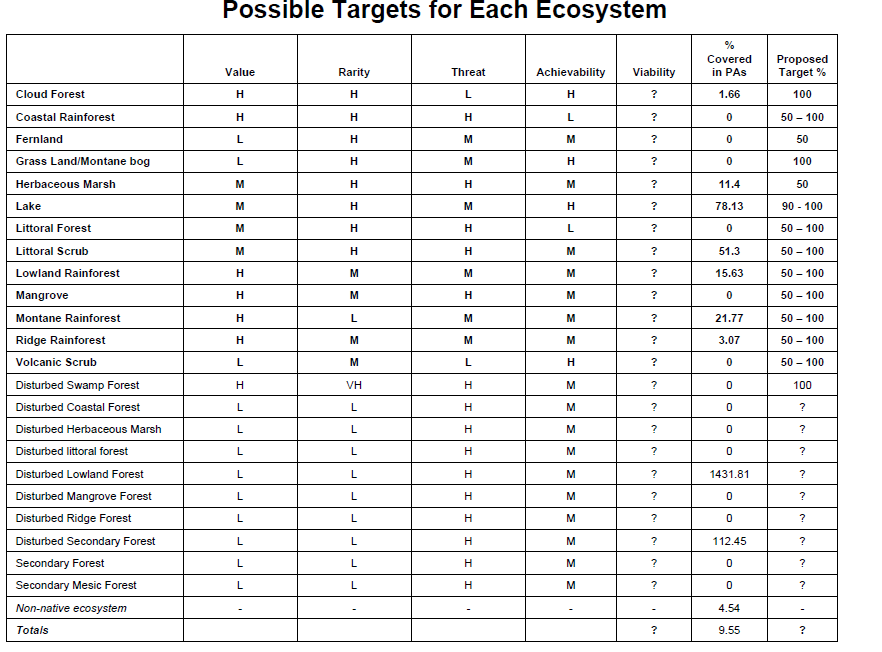 Possible Targets for Each Ecosystem
Value Rarity Threat Achievability Viability % Covered in PAs Proposed Target %
Cloud Forest H H L H ? 1.66 100
Coastal Rainforest H H H L ? 0 50 – 100
Fernland L H M M ? 0 50
Grass Land/Montane bog L H M H ? 0 100
Herbaceous Marsh M H H M ? 11.4 50
Lake M H M H ? 78.13 90 - 100
Littoral Forest M H H L ? 0 50 – 100
Littoral Scrub M H H M ? 51.3 50 – 100
Lowland Rainforest H M M M ? 15.63 50 – 100
Mangrove H M H M ? 0 50 – 100
Montane Rainforest H L M M ? 21.77 50 – 100
Ridge Rainforest H M M M ? 3.07 50 – 100
Volcanic Scrub L M L H ? 0 50 – 100
Disturbed Swamp Forest H VH H M ? 0 100
Disturbed Coastal Forest L L H M ? 0 ?
Disturbed Herbaceous Marsh L L H M ? 0 ?
Disturbed littoral forest L L H M ? 0 ?
Disturbed Lowland Forest L L H M ? 1431.81 ?
Disturbed Mangrove Forest L L H M ? 0 ?
Disturbed Ridge Forest L L H M ? 0 ?
Disturbed Secondary Forest L L H M ? 112.45 ?
Secondary Forest L L H M ? 0 ?
Secondary Mesic Forest L L H M ? 0 ?
Non-native ecosystem - - - - - 4.54 -
Totals ? 9.55 ?